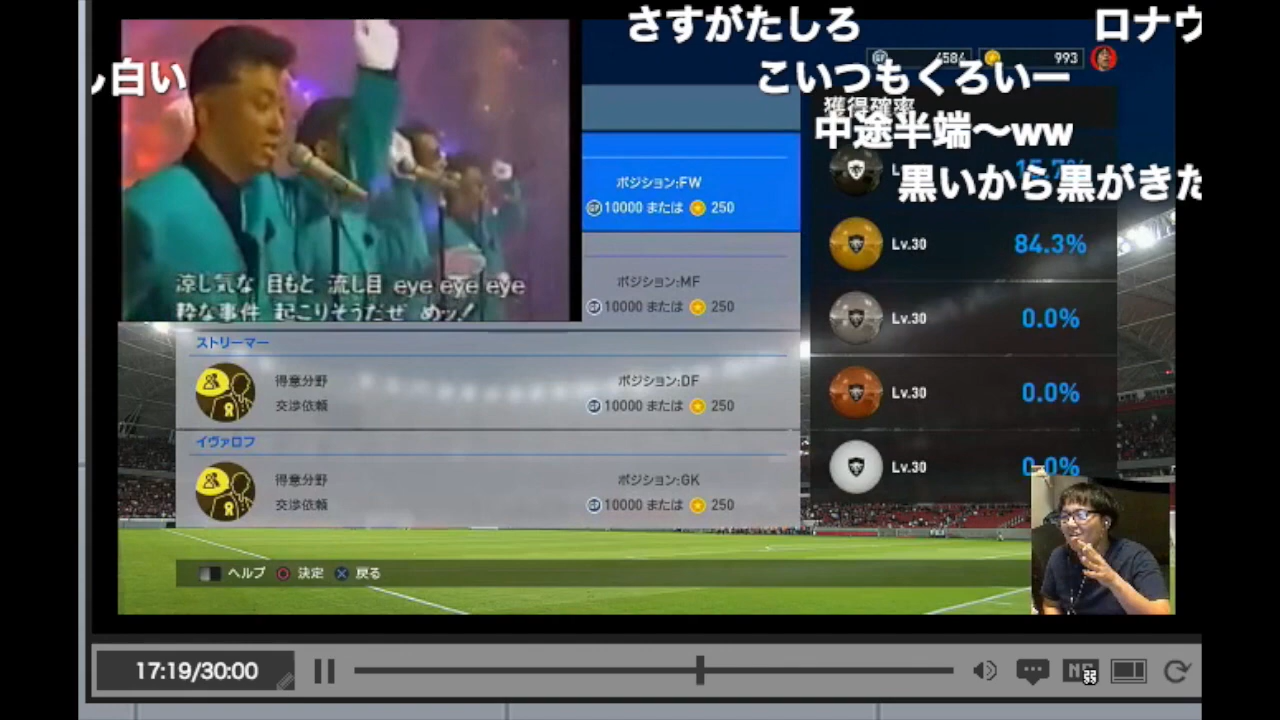 さすがたしろ
ロナウ
し白い
こいつもくろいー
4584
993
獲得確率
中途半端〜ww
黒いから黒がきた
15.7%
ポジション:FW
GP 10000 または 250
Lv.30
84.3%
ポジション:MF
GP 10000 または 250
Lv.30
0.0%
涼し気な 目もと 流し目 eye eye eye
粋な事件 起こりそうだぜ めッ!
ストリーマー
得意分野
交渉依頼
ポジション:DF
GP 10000 または 250
Lv.30
0.0%
イヴァロフ
得意分野
交渉依頼
ポジション:GK
GP 10000 または 250
Lv.30
0.0%
ヘルプ 決定 戻る
17:19/30:00